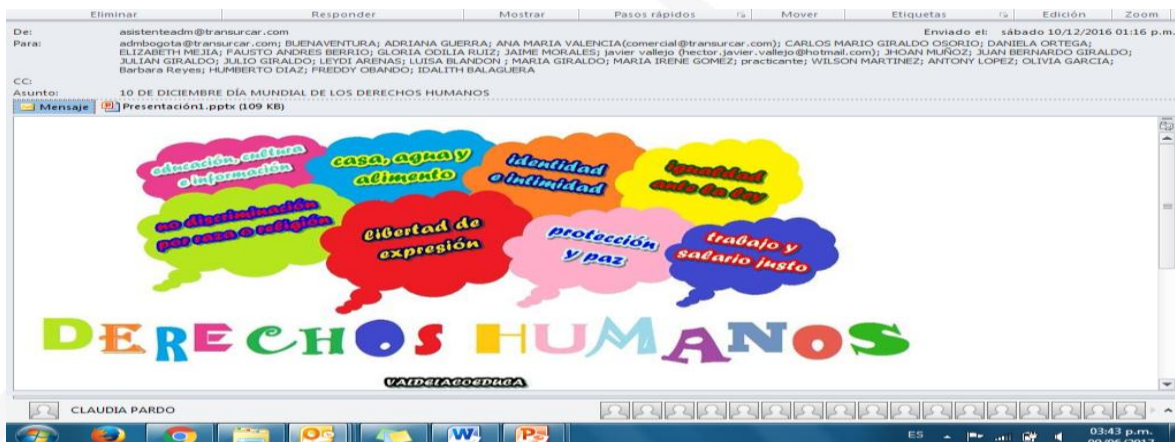 Eliminar Responder Mostrar Pasos rápidos Mover Etiquetas Edición Zoom
De: asistenteadm@transurcar.com Enviado el: sábado 10/12/2016 01:16 p.m.
Para: admbogota@transurcar.com; BUENAVENTURA; ADRIANA GUERRA; ANA MARIA VALENCIA(comercial@transurcar.com); CARLOS MARIO GIRALDO OSORIO; DANIELA ORTEGA;
ELIZABETH MEJIA; FAUSTO ANDRES BERRIO; GLORIA ODILIA RUIZ; JAIME MORALES; javier vallejo (hector.javier.vallejo@hotmail.com); JHOAN MUÑOZ; JUAN BERNARDO GIRALDO;
JULIAN GIRALDO; JULIO GIRALDO; LEYDI ARENAS; LUISA BLANDON ; MARIA GIRALDO; MARIA IRENE GOMEZ; practicante; WILSON MARTINEZ; ANTONY LOPEZ; OLIVIA GARCIA;
Barbara Reyes; HUMBERTO DIAZ; FREDDY OBANDO; IDALITH BALAGUERA
CC:
Asunto: 10 DE DICIEMBRE DÍA MUNDIAL DE LOS DERECHOS HUMANOS
Mensaje Presentación1.pptx (109 KB)
educación, cultura
e información
casa, agua y
alimento
identidad
e intimidad
igualdad
ante la ley
no discriminación
por raza o religión
libertad de
expresión
protección
y paz
trabajo y
salario justo
DERECHOS HUMANOS
VALDELACOEDUCA
CLAUDIA PARDO
ES 03:43 p.m.